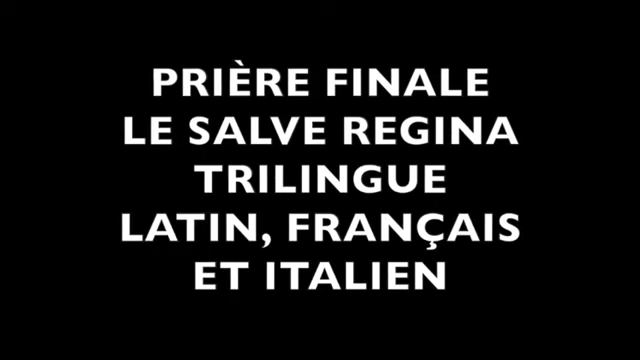 PRIÈRE FINALE
LE SALVE REGINA
TRILINGUE
LATIN, FRANÇAIS
ET ITALIEN